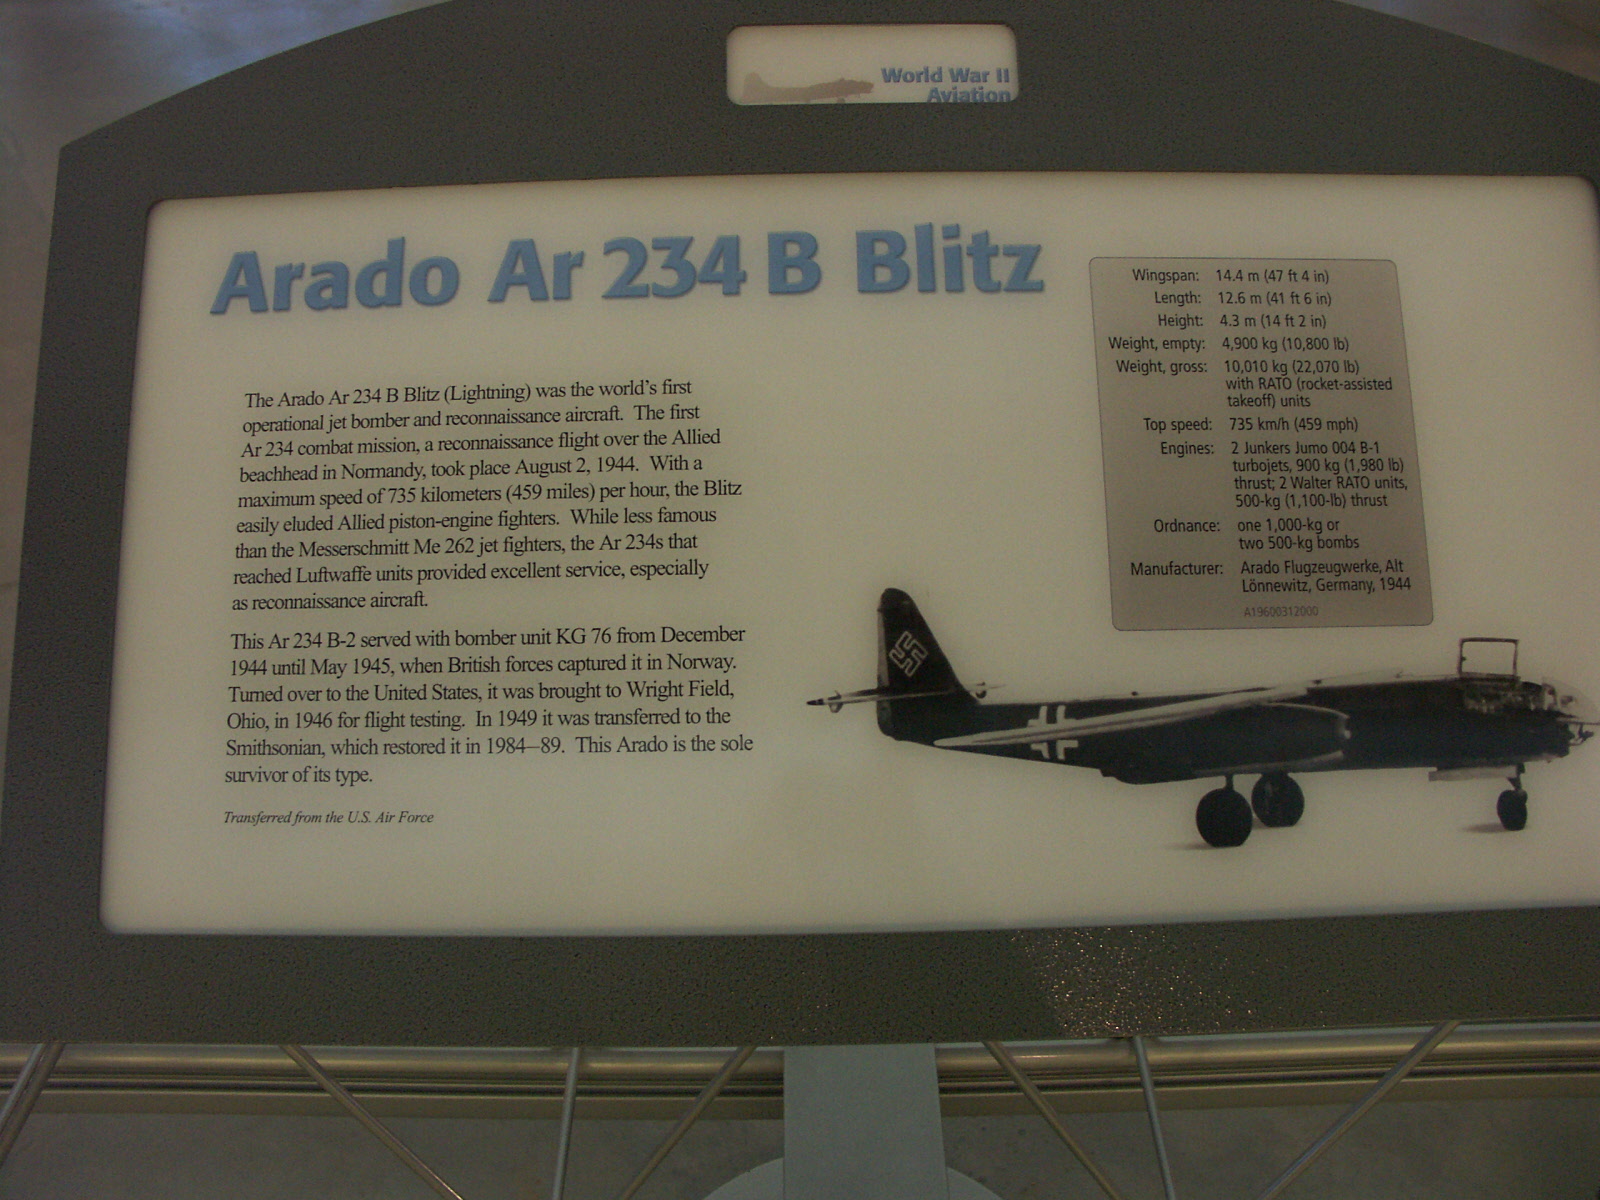 World War II
Aviation
Arado Ar 234 B Blitz
The Arado Ar 234 B Blitz (Lightning) was the world's first
operational jet bomber and reconnaissance aircraft. The first
Ar 234 combat mission, a reconnaissance flight over the Allied
beachhead in Normandy, took place August 2, 1944. With a
maximum speed of 735 kilometers (459 miles) per hour, the Blitz
easily eluded Allied piston-engine fighters. While less famous
than the Messerschmitt Me 262 jet fighters, the Ar 234s that
reached Luftwaffe units provided excellent service, especially
as reconnaissance aircraft.
This Ar 234 B-2 served with bomber unit KG 76 from December
1944 until May 1945, when British forces captured it in Norway.
Turned over to the United States, it was brought to Wright Field,
Ohio, in 1946 for flight testing. In 1949 it was transferred to the
Smithsonian, which restored it in 1984–89. This Arado is the sole
survivor of its type.
Transferred from the U.S. Air Force
Wingspan: 14.4 m (47 ft 4 in)
Length: 12.6 m (41 ft 6 in)
Height: 4.3 m (14 ft 2 in)
Weight, empty: 4,900 kg (10,800 lb)
Weight, gross: 10,010 kg (22,070 lb)
with RATO (rocket-assisted
takeoff) units
Top speed: 735 km/h (459 mph)
Engines: 2 Junkers Jumo 004 B-1
turbojets, 900 kg (1,980 lb)
thrust; 2 Walter RATO units,
500-kg (1,100-lb) thrust
Ordnance: one 1,000-kg or
two 500-kg bombs
Manufacturer: Arado Flugzeugwerke, Alt
Lönnewitz, Germany, 1944
A19600312000